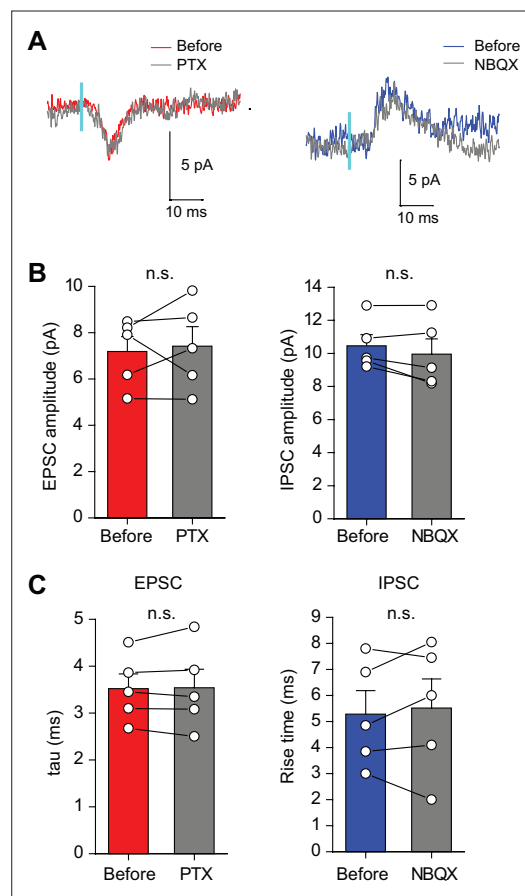 A
Before
PTX
5 pA
10 ms
Before
NBQX
5 pA
10 ms
B
n.s.
EPSC amplitude (pA)
10
8
6
4
2
0
Before PTX
n.s.
IPSC amplitude (pA)
14
12
10
8
6
4
2
0
Before NBQX
C
EPSC
n.s.
tau (ms)
5
4
3
2
1
0
Before PTX
IPSC
n.s.
Rise time (ms)
9
8
7
6
5
4
3
2
1
0
Before NBQX